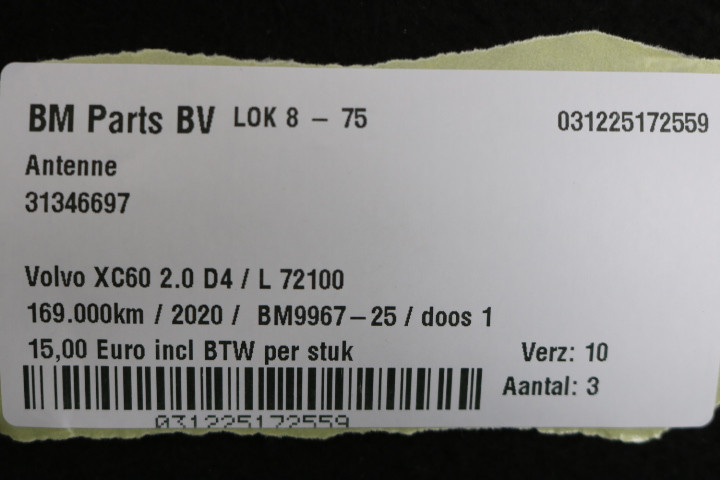 BM Parts BV LOK 8 – 75 031225172559
Antenne
31346697
Volvo XC60 2.0 D4 / L 72100
169.000km / 2020 / BM9967–25 / doos 1
15,00 Euro incl BTW per stuk Verz: 10
Aantal: 3
031225172559